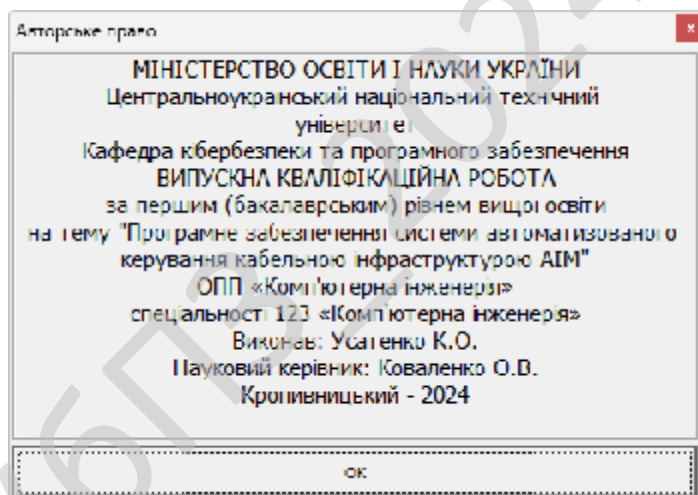 Авторське право
МІНІСТЕРСТВО ОСВІТИ І НАУКИ УКРАЇНИ
Центральноукраїнський національний технічний
університет
Кафедра кібербезпеки та програмного забезпечення
ВИПУСКНА КВАЛІФІКАЦІЙНА РОБОТА
за першим (бакалаврським) рівнем вищої освіти
на тему "Програмне забезпечення системи автоматизованого
керування кабельною інфраструктурою АІМ"
ОПП «Комп'ютерна інженерія»
спеціальності 123 «Комп'ютерна інженерія»
Виконав: Усатенко К.О.
Науковий керівник: Коваленко О.В.
Кропивницький - 2024
ОК